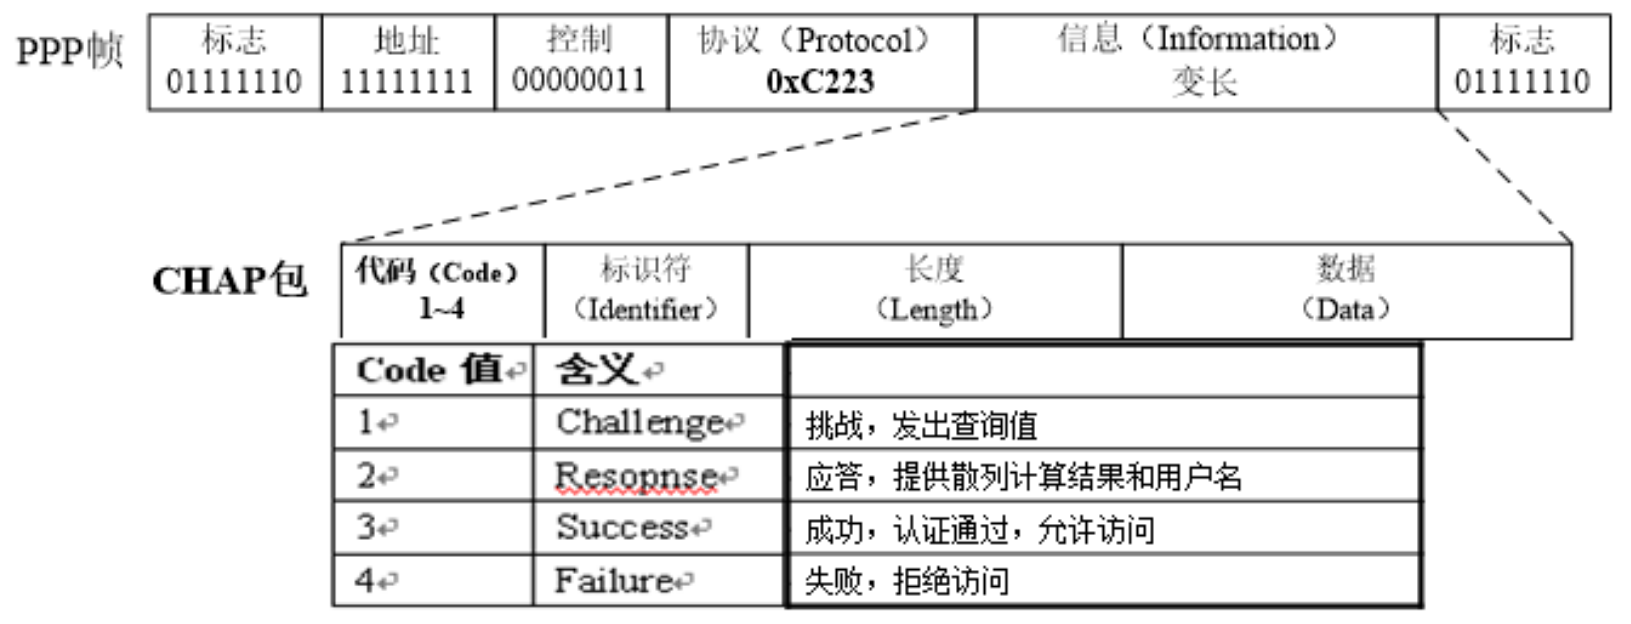 PPP帧
标志
01111110
地址
11111111
控制
00000011
协议（Protocol）
0xC223
信息（Information）
变长
标志
01111110
CHAP包
代码（Code）
1~4
标识符
（Identifier）
长度
（Length）
数据
（Data）
Code 值↵ 含义↵
1↵ Challenge↵ 挑战，发出查询值
2↵ Resopnse↵ 应答，提供散列计算结果和用户名
3↵ Success↵ 成功，认证通过，允许访问
4↵ Failure↵ 失败，拒绝访问